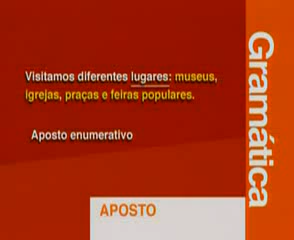 Visitamos diferentes lugares: museus,
igrejas, praças e feiras populares.
Aposto enumerativo
APOSTO
Gramática